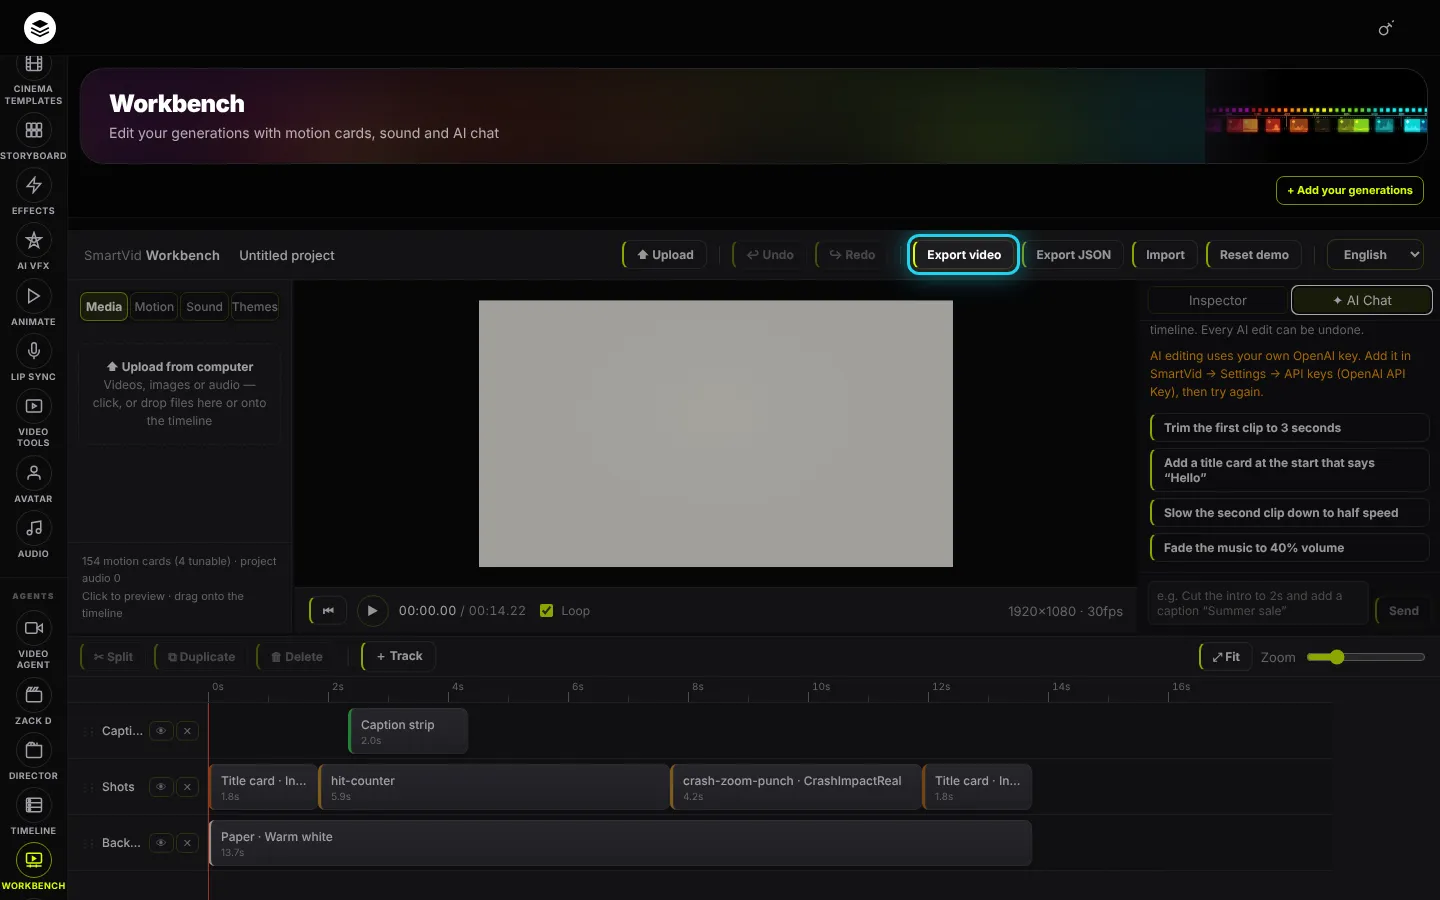 Workbench
Edit your generations with motion cards, sound and AI chat
+ Add your generations
CINEMA
TEMPLATES
STORYBOARD
EFFECTS
AI VFX
ANIMATE
LIP SYNC
VIDEO
TOOLS
AVATAR
AUDIO
AGENTS
VIDEO
AGENT
ZACK D
DIRECTOR
TIMELINE
WORKBENCH
SmartVid Workbench
Untitled project
Upload
Undo
Redo
Export video
Export JSON
Import
Reset demo
English
Media
Motion
Sound
Themes
Upload from computer
Videos, images or audio —
click, or drop files here or onto
the timeline
154 motion cards (4 tunable) · project
audio 0
Click to preview · drag onto the
timeline
00:00.00 / 00:14.22
Loop
1920×1080 · 30fps
Inspector
AI Chat
timeline. Every AI edit can be undone.
AI editing uses your own OpenAI key. Add it in
SmartVid → Settings → API keys (OpenAI API
Key), then try again.
Trim the first clip to 3 seconds
Add a title card at the start that says
“Hello”
Slow the second clip down to half speed
Fade the music to 40% volume
e.g. Cut the intro to 2s and add a
caption “Summer sale”
Send
Split
Duplicate
Delete
+ Track
Fit
Zoom
0s
2s
4s
6s
8s
10s
12s
14s
16s
Capti...
Caption strip
2.0s
Shots
Title card · In...
1.8s
hit-counter
5.9s
crash-zoom-punch · CrashImpactReal
4.2s
Title card · In...
1.8s
Back...
Paper · Warm white
13.7s